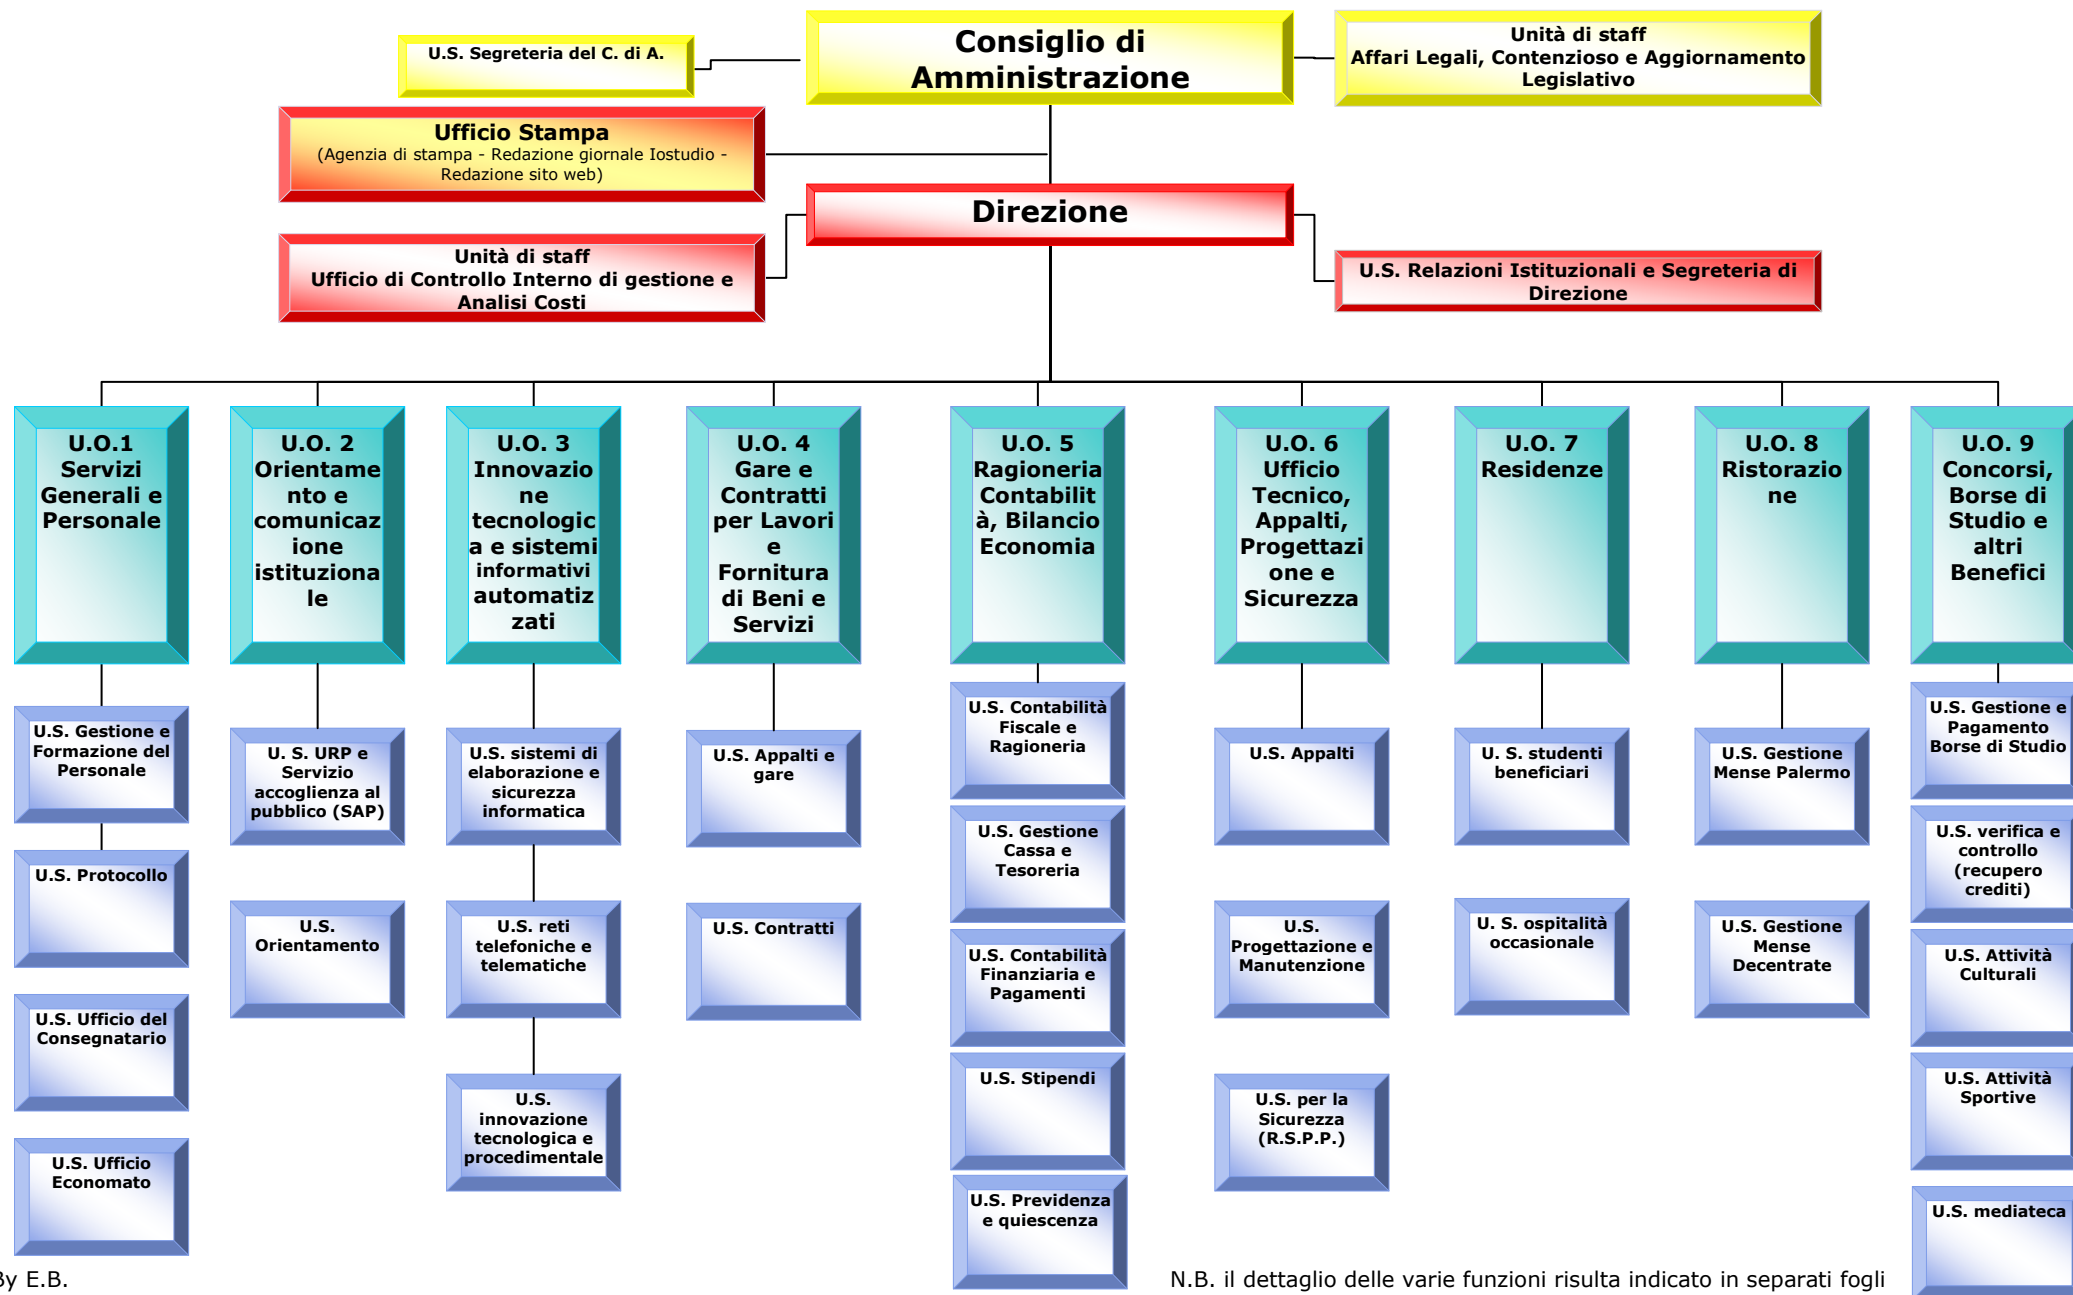 Consiglio di
Amministrazione
U.S. Segreteria del C. di A.
Unità di staff
Affari Legali, Contenzioso e Aggiornamento
Legislativo
Ufficio Stampa
(Agenzia di stampa - Redazione giornale Iostudio -
Redazione sito web)
Direzione
Unità di staff
Ufficio di Controllo Interno di gestione e
Analisi Costi
U.S. Relazioni Istituzionali e Segreteria di
Direzione
U.O.1
Servizi
Generali e
Personale
U.O. 2
Orientame
nto e
comunicaz
ione
istituziona
le
U.O. 3
Innovazio
ne
tecnologic
a e sistemi
informativi
automatiz
zati
U.O. 4
Gare e
Contratti
per Lavori
e
Fornitura
di Beni e
Servizi
U.O. 5
Ragioneria
Contabilit
à, Bilancio
Economia
U.O. 6
Ufficio
Tecnico,
Appalti,
Progettazi
one e
Sicurezza
U.O. 7
Residenze
U.O. 8
Ristorazio
ne
U.O. 9
Concorsi,
Borse di
Studio e
altri
Benefici
U.S. Gestione e
Formazione del
Personale
U.S. Protocollo
U.S. Ufficio del
Consegnatario
U.S. Ufficio
Economato
U. S. URP e
Servizio
accoglienza al
pubblico (SAP)
U.S.
Orientamento
U.S. sistemi di
elaborazione e
sicurezza
informatica
U.S. reti
telefoniche e
telematiche
U.S.
innovazione
tecnologica e
procedimentale
U.S. Appalti e
gare
U.S. Contratti
U.S. Contabilità
Fiscale e
Ragioneria
U.S. Gestione
Cassa e
Tesoreria
U.S. Contabilità
Finanziaria e
Pagamenti
U.S. Stipendi
U.S. Previdenza
e quiescenza
U.S. Appalti
U.S.
Progettazione e
Manutenzione
U.S. per la
Sicurezza
(R.S.P.P.)
U. S. studenti
beneficiari
U. S. ospitalità
occasionale
U.S. Gestione
Mense Palermo
U.S. Gestione
Mense
Decentrate
U.S. Gestione e
Pagamento
Borse di Studio
U.S. verifica e
controllo
(recupero
crediti)
U.S. Attività
Culturali
U.S. Attività
Sportive
U.S. mediateca
By E.B.
N.B. il dettaglio delle varie funzioni risulta indicato in separati fogli